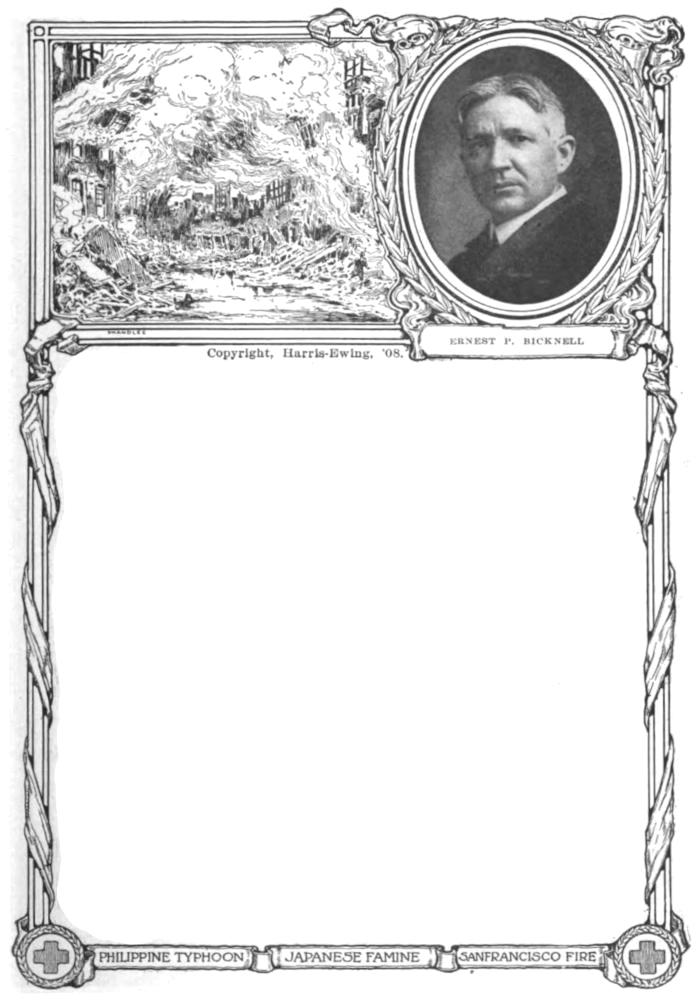 SHANDLEE
ERNEST P. BICKNELL
Copyright, Harris-Ewing, '08.
PHILIPPINE TYPHOON
JAPANESE FAMINE
SANFRANCISCO FIRE